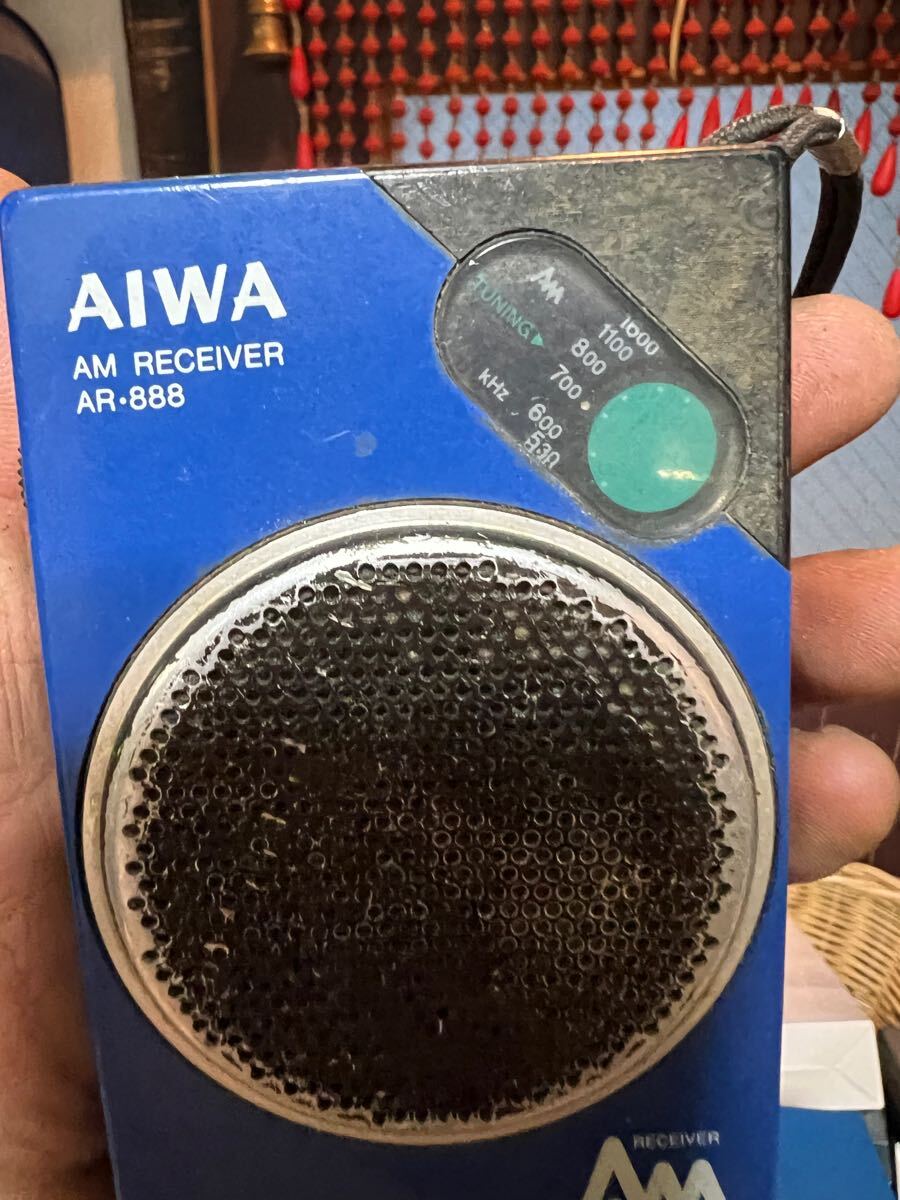 AIWA
AM RECEIVER
AR•888
AM
TUNING
1600
1100
800
700
600
530
kHz
RECEIVER
AM